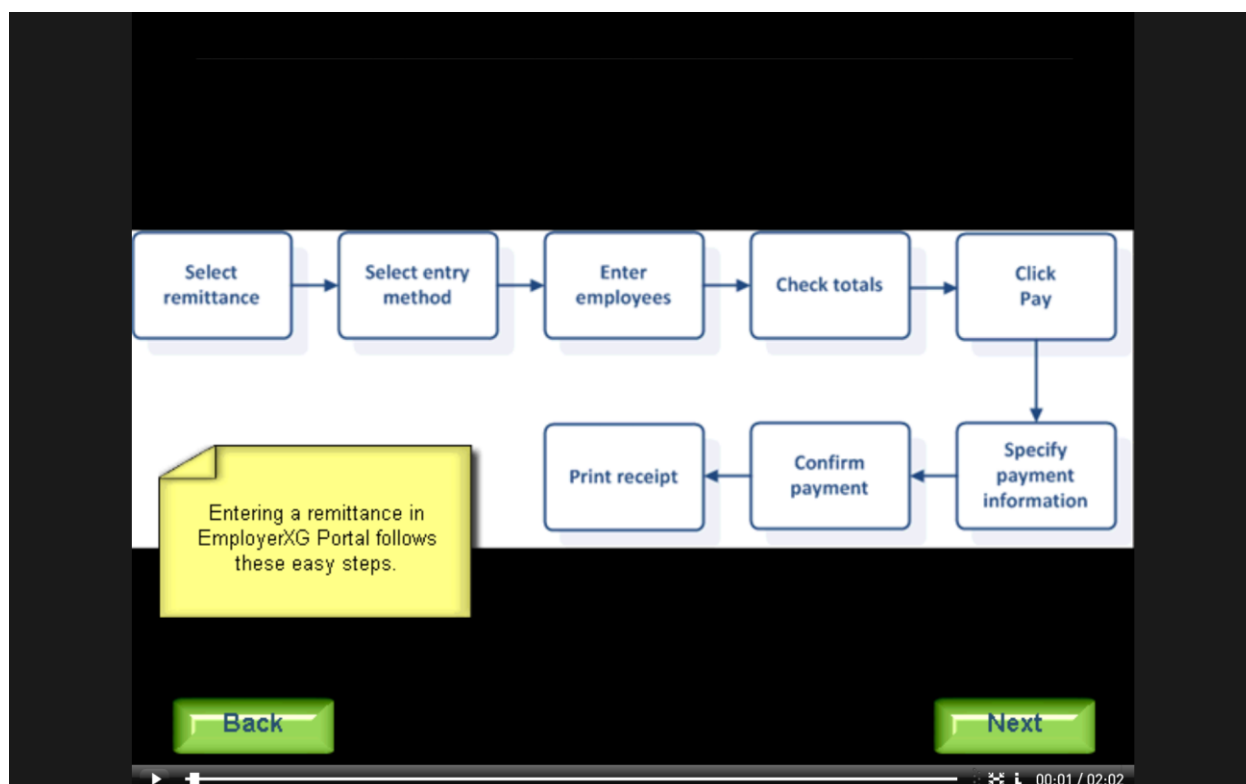 Select
remittance
Select entry
method
Enter
employees
Check totals
Click
Pay
Print receipt
Confirm
payment
Specify
payment
information
Entering a remittance in
EmployerXG Portal follows
these easy steps.
Back
Next
00:01 / 02:02